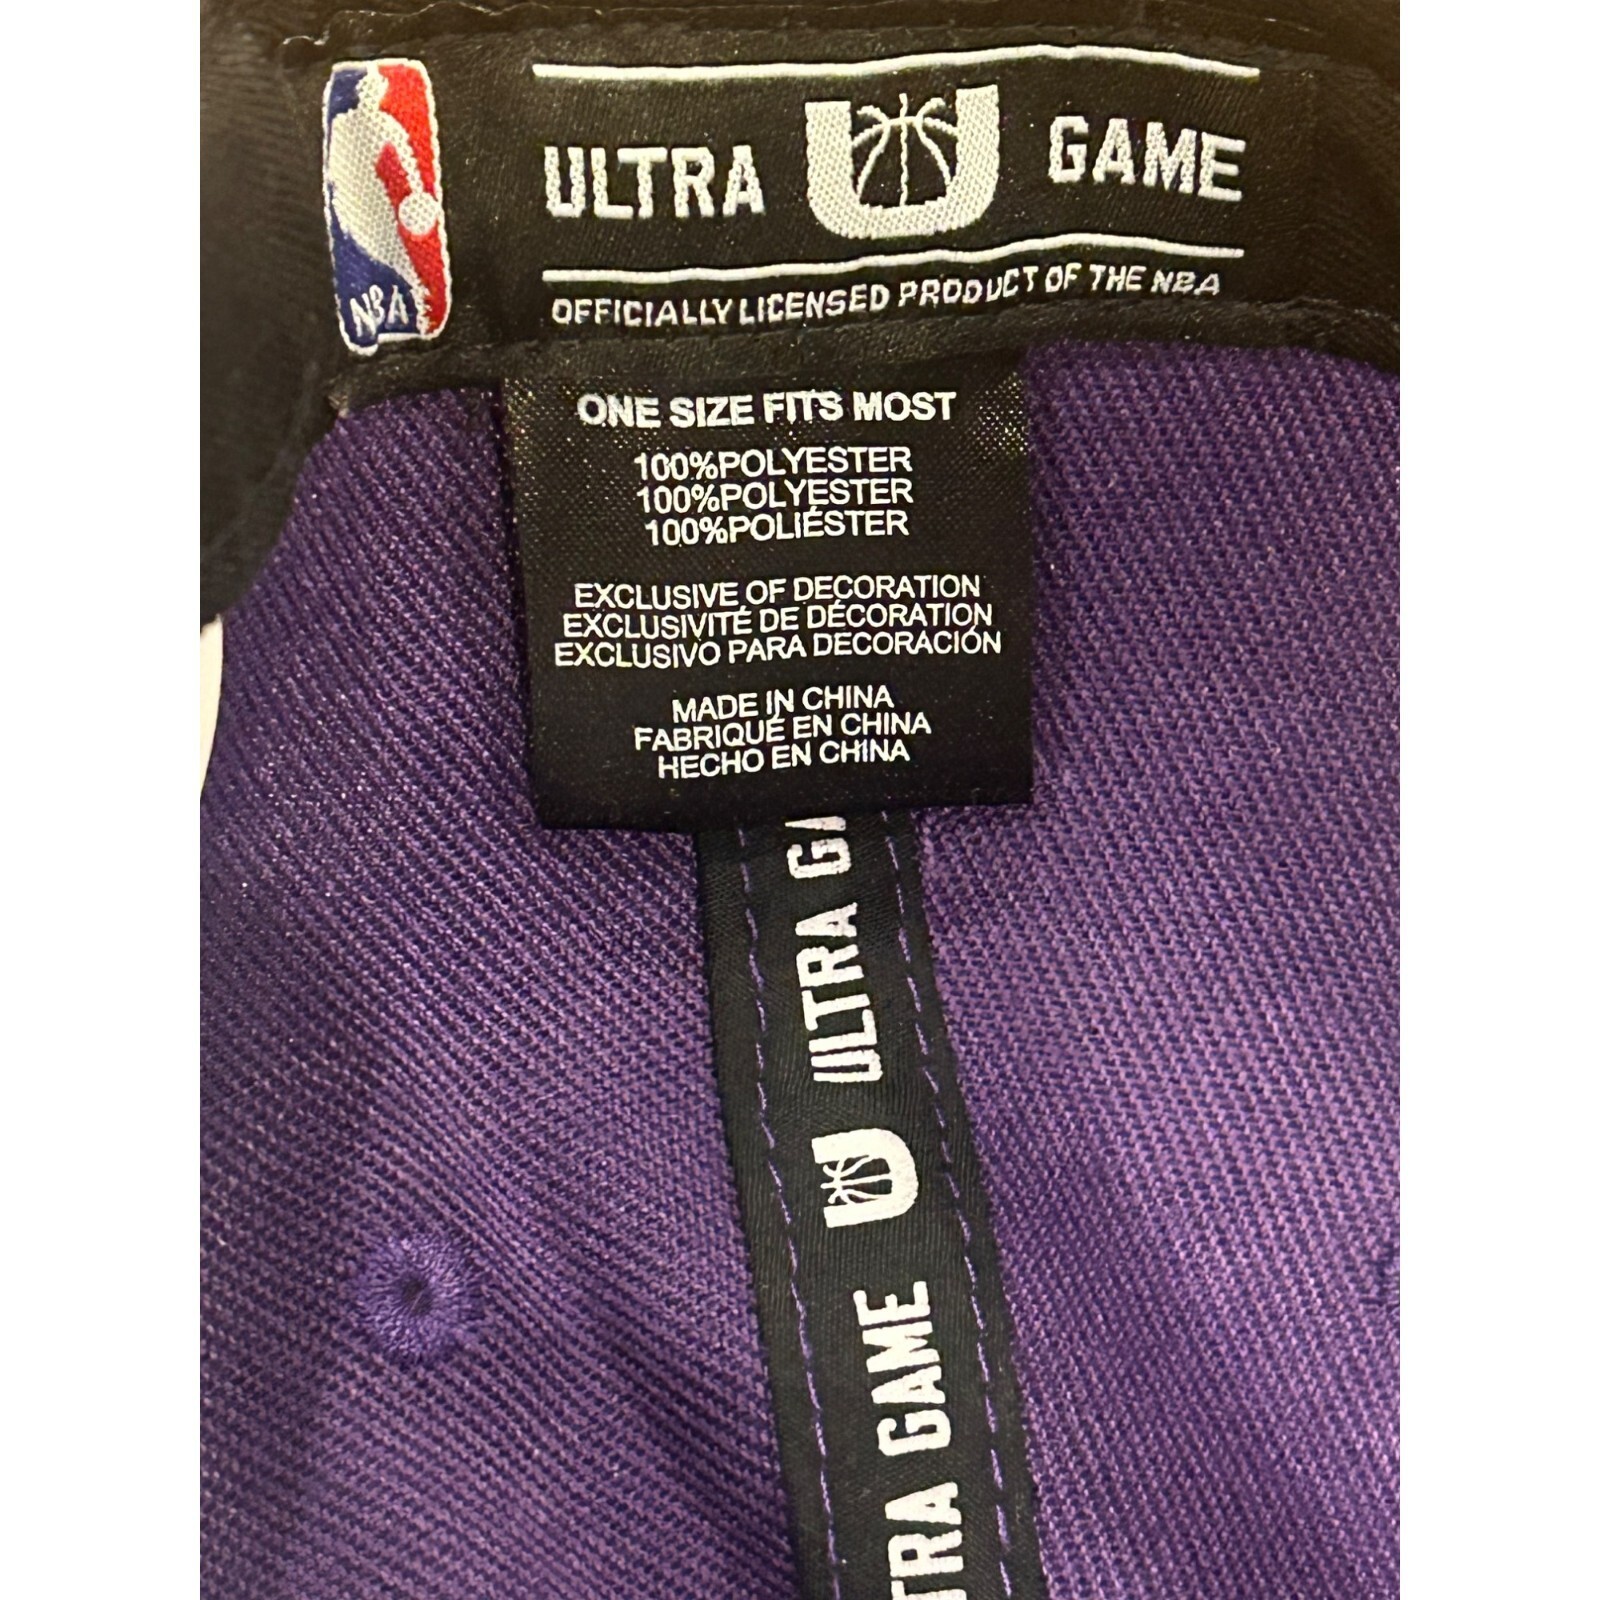 ULTRA U GAME
OFFICIALLY LICENSED PRODUCT OF THE NBA
NBA
ONE SIZE FITS MOST
100%POLYESTER
100%POLYESTER
100%POLIÉSTER
EXCLUSIVE OF DECORATION
EXCLUSIVITÉ DE DÉCORATION
EXCLUSIVO PARA DECORACIÓN
MADE IN CHINA
FABRIQUÉ EN CHINA
HECHO EN CHINA
ULTRA GA
U
TRA GAME